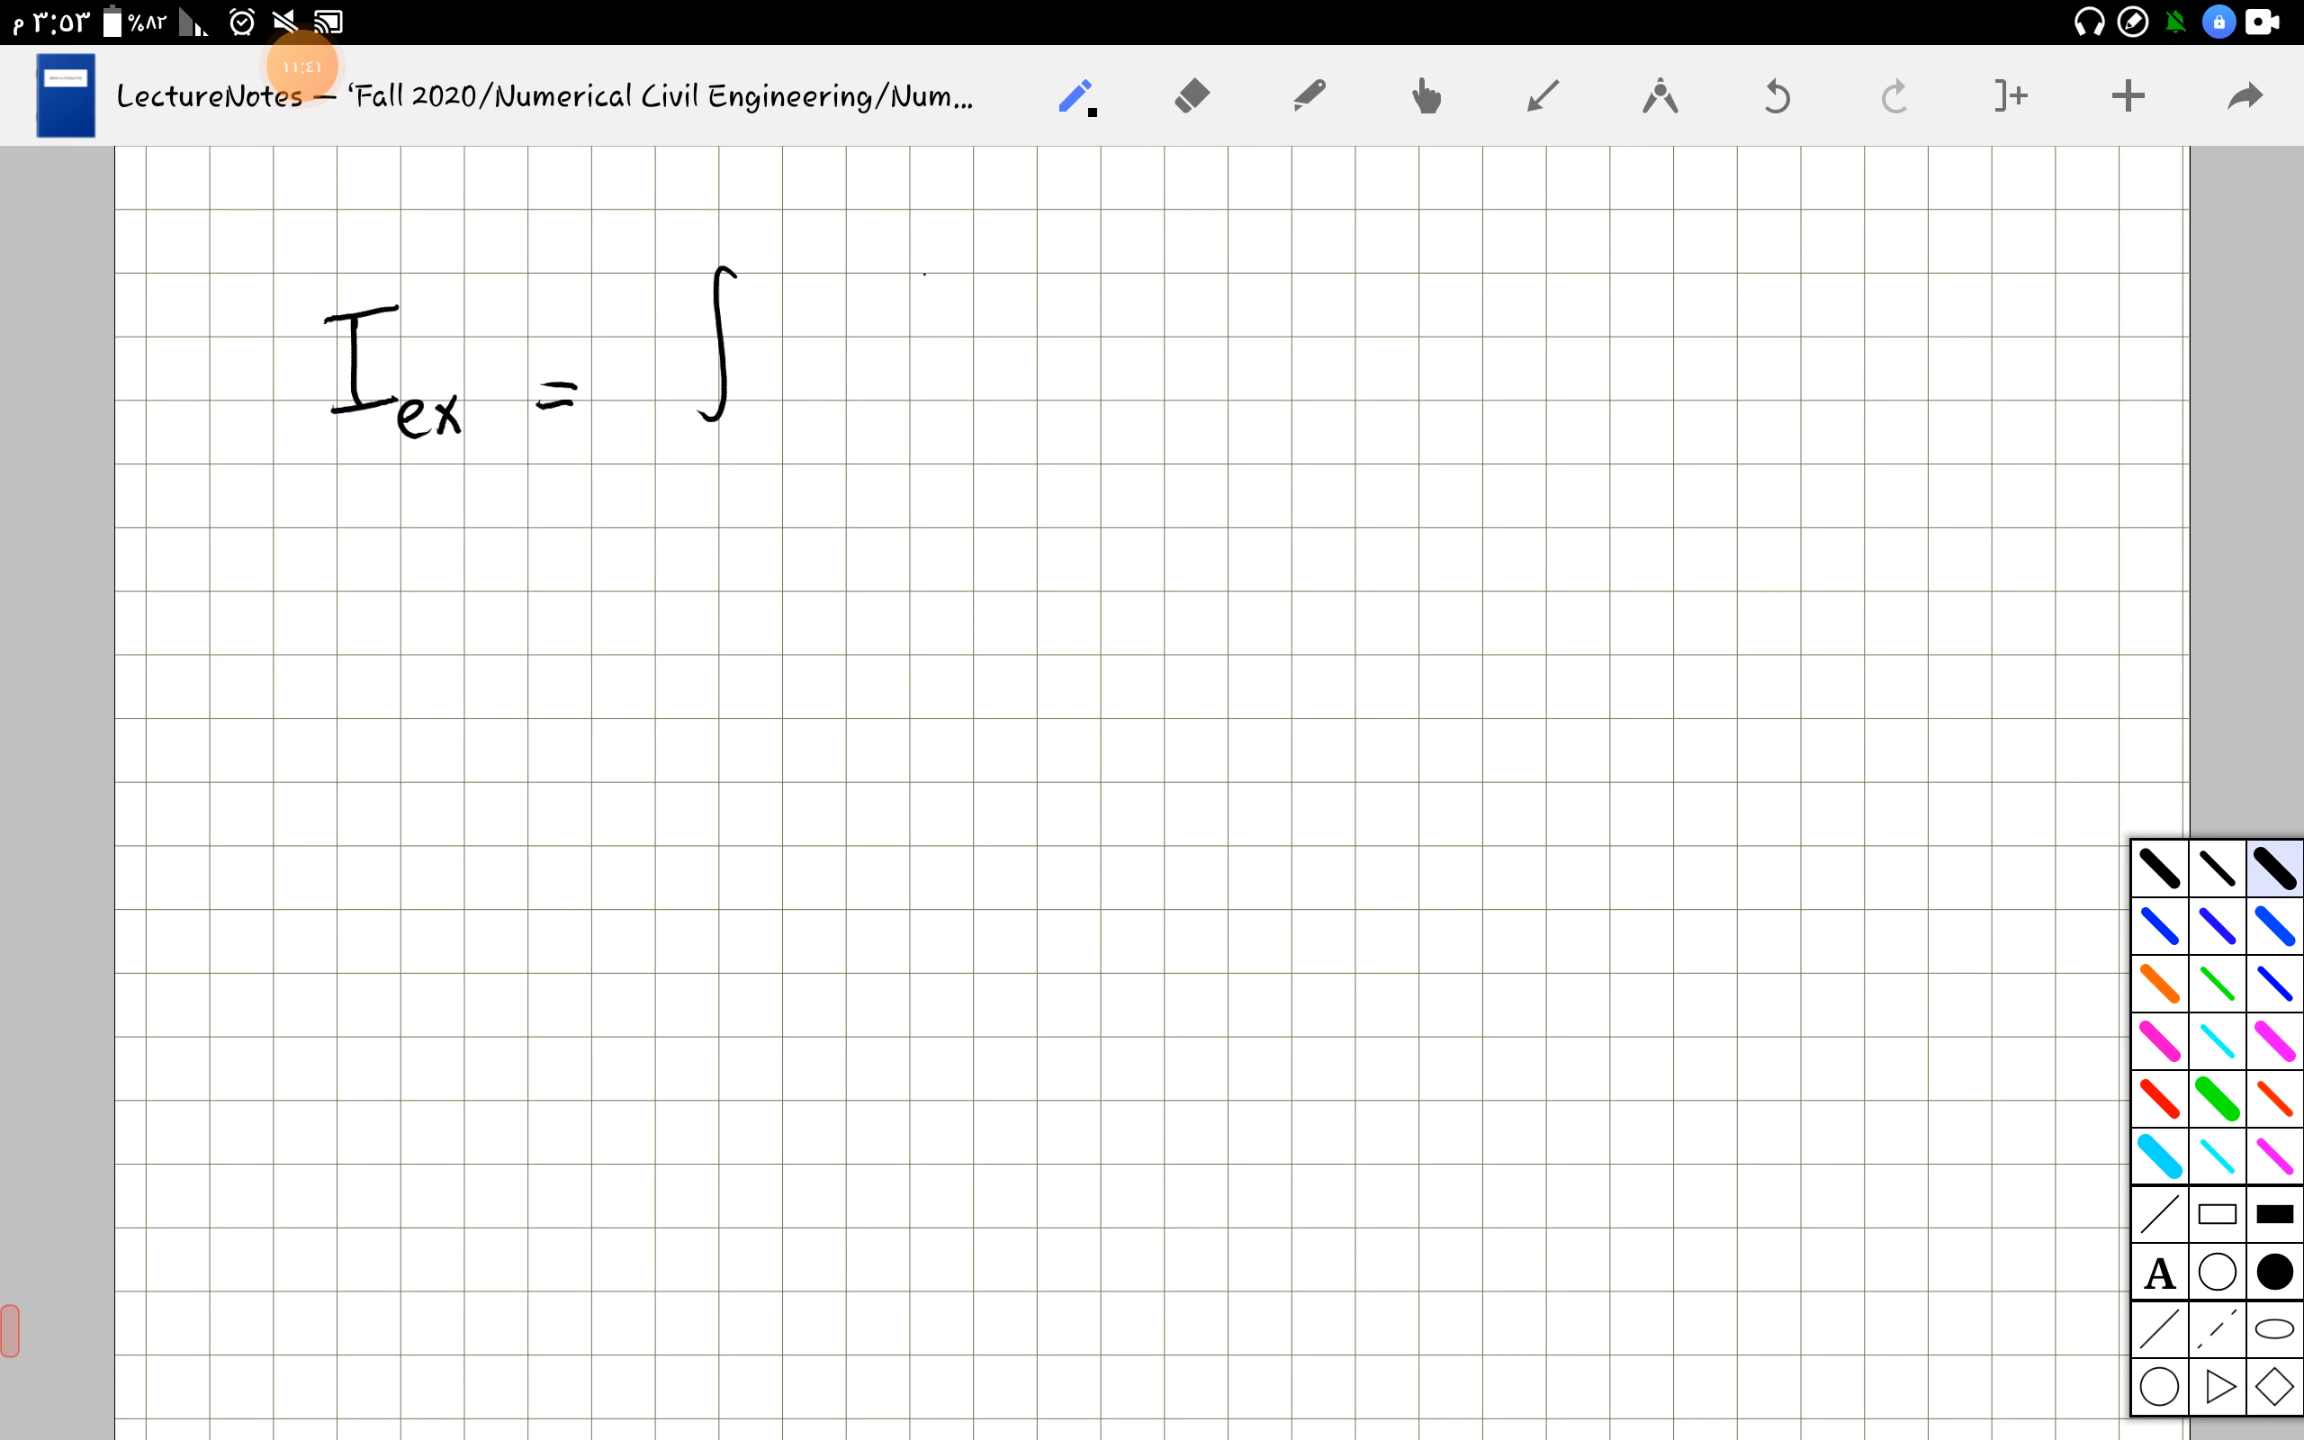 م ٣:٥٣ %٨٢
١١:٤١
LectureNotes — ‘Fall 2020/Numerical Civil Engineering/Num...
I_ex = ∫
A